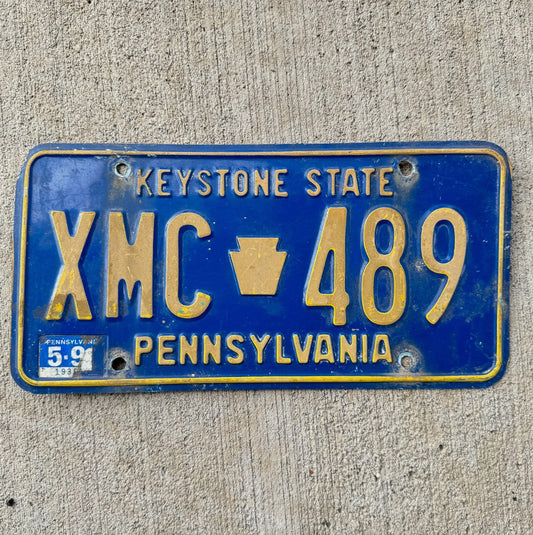 KEYSTONE STATE
XMC 489
PENNSYLVANIA
5·9